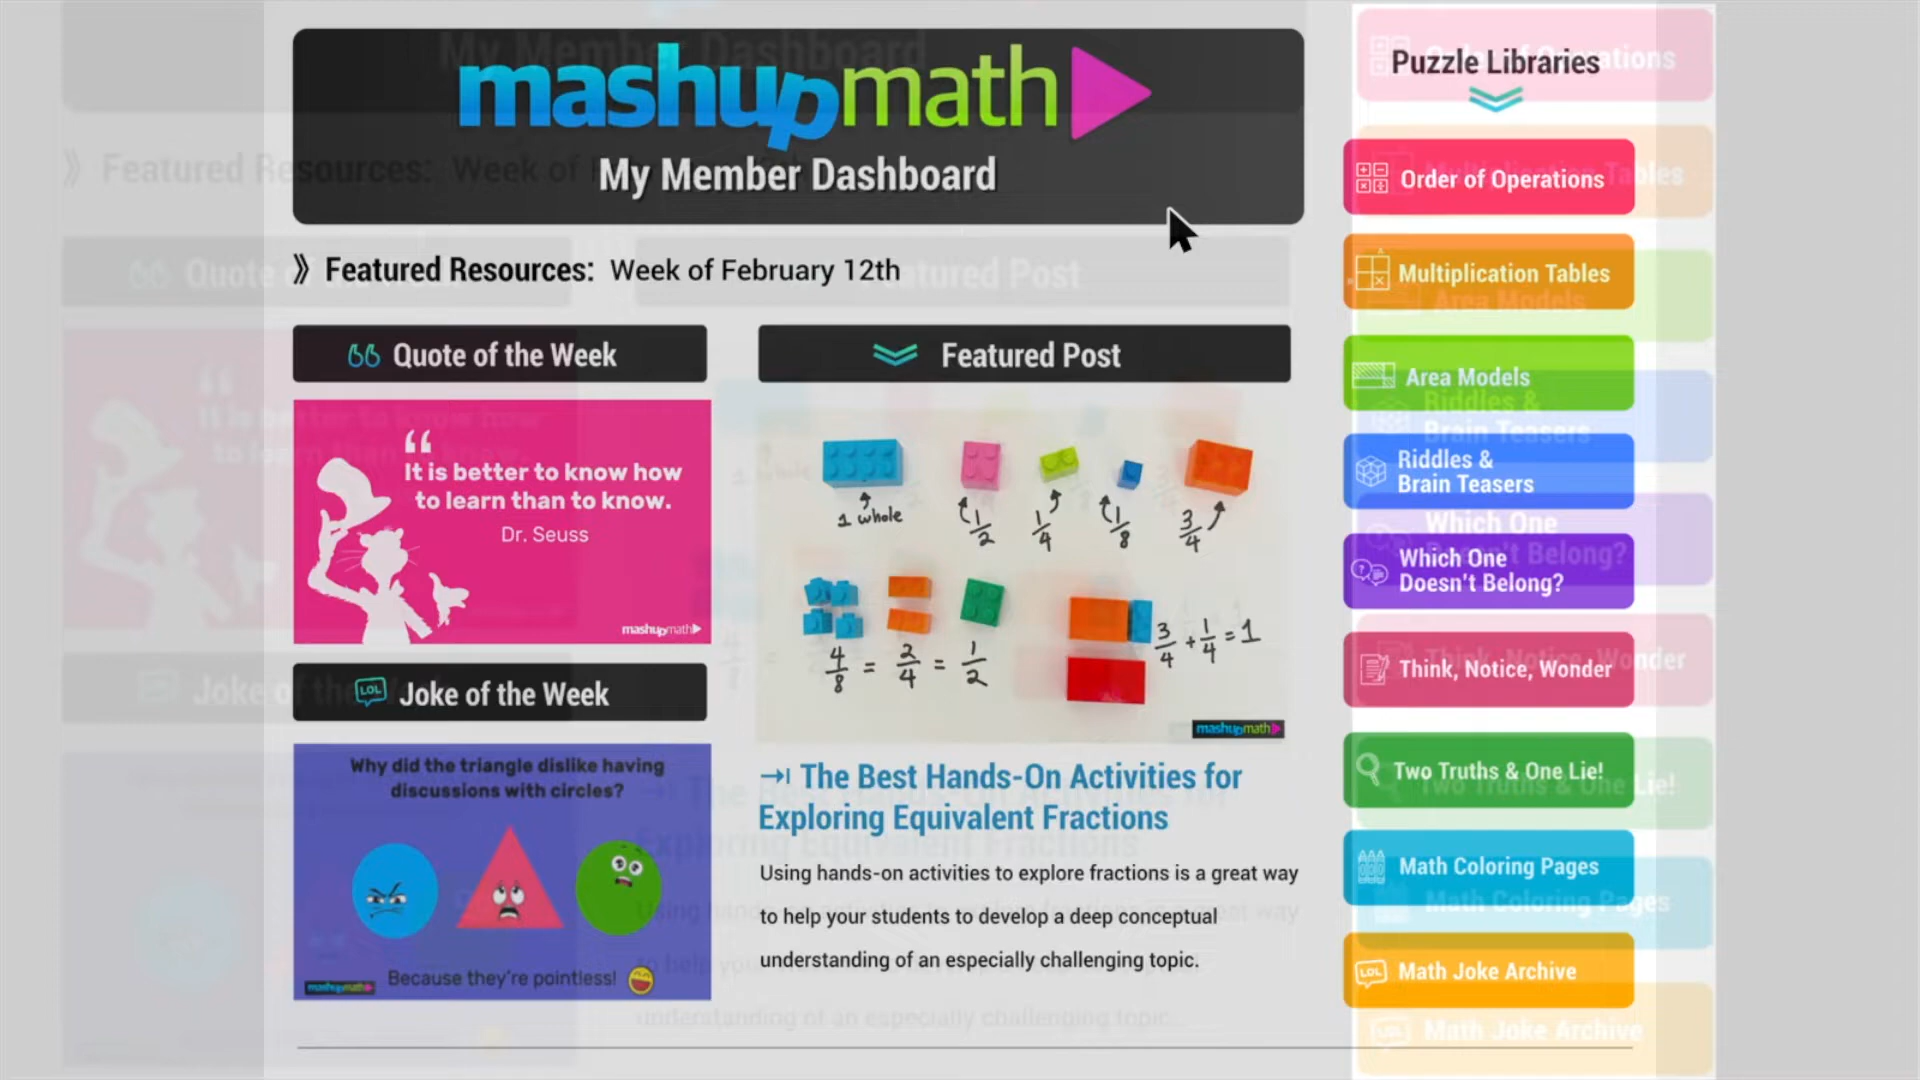 mashupmath
My Member Dashboard
Featured Resources: Week of February 12th
Quote of the Week
“
It is better to know how
to learn than to know.
Dr. Seuss
mashupmath
LOL
Joke of the Week
Why did the triangle dislike having
discussions with circles?
Because they're pointless!
mashupmath
Featured Post
1 whole
1/2
1/4
1/8
3/4
4/8 = 2/4 = 1/2
3/4 + 1/4 = 1
mashupmath
The Best Hands-On Activities for
Exploring Equivalent Fractions
Using hands-on activities to explore fractions is a great way
to help your students to develop a deep conceptual
understanding of an especially challenging topic.
Puzzle Libraries
Order of Operations
Multiplication Tables
Area Models
Riddles &
Brain Teasers
Which One
Doesn't Belong?
Think, Notice, Wonder
Two Truths & One Lie!
Math Coloring Pages
LOL
Math Joke Archive